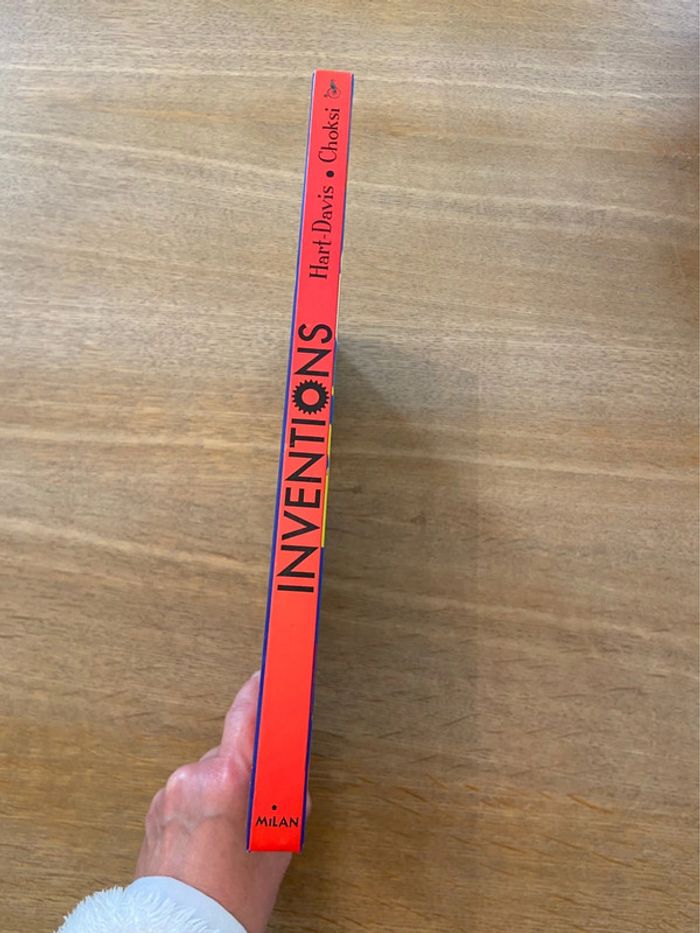 INVENTIONS
Hart-Davis • Choksi
MiLAN